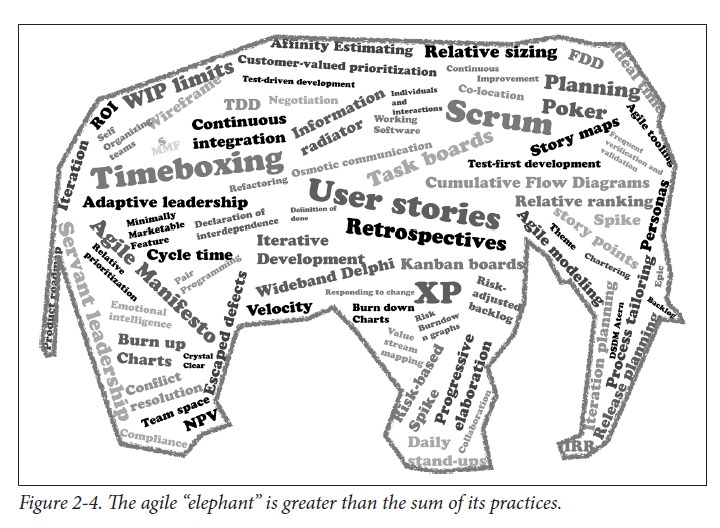 Affinity Estimating
Relative sizing
FDD
Ideal time
Customer-valued prioritization
WIP limits
Wireframe
Test-driven development
Continuous
Improvement
Planning
Poker
ROI
TDD
Negotiation
Individuals
and
interactions
Co-location
Agile tooling
Self
Organizing
teams
Continuous
integration
Information
radiator
Working
Software
Scrum
Story maps
Frequent
verification and
validation
MMF
Iteration
Timeboxing
Osmotic communication
Task boards
Test-first development
Refactoring
Cumulative Flow Diagrams
Adaptive leadership
User stories
Relative ranking
Personas
Minimally
Marketable
Feature
Declaration of
interdependence
Definition of
done
Retrospectives
story points
Spike
Servant leadership
Agile Manifesto
Relative
prioritization
Cycle time
Iterative
Development
Agile modeling
Theme
Chartering
Product roadmap
Pair
Programming
Wideband Delphi
Kanban boards
Epic
Emotional
intelligence
Escaped defects
Velocity
Responding to change
XP
Risk-
adjusted
backlog
Backlog
Burn down
Charts
Risk
Burndow
n graphs
Process tailoring
DSDM Atern
Iteration planning
Release planning
Burn up
Charts
Crystal
Clear
Value
stream
mapping
Conflict
resolution
Risk-based
Spike
Progressive
elaboration
Team space
NPV
Collaboration
Compliance
Daily
stand-ups
IRR
Figure 2-4. The agile “elephant” is greater than the sum of its practices.